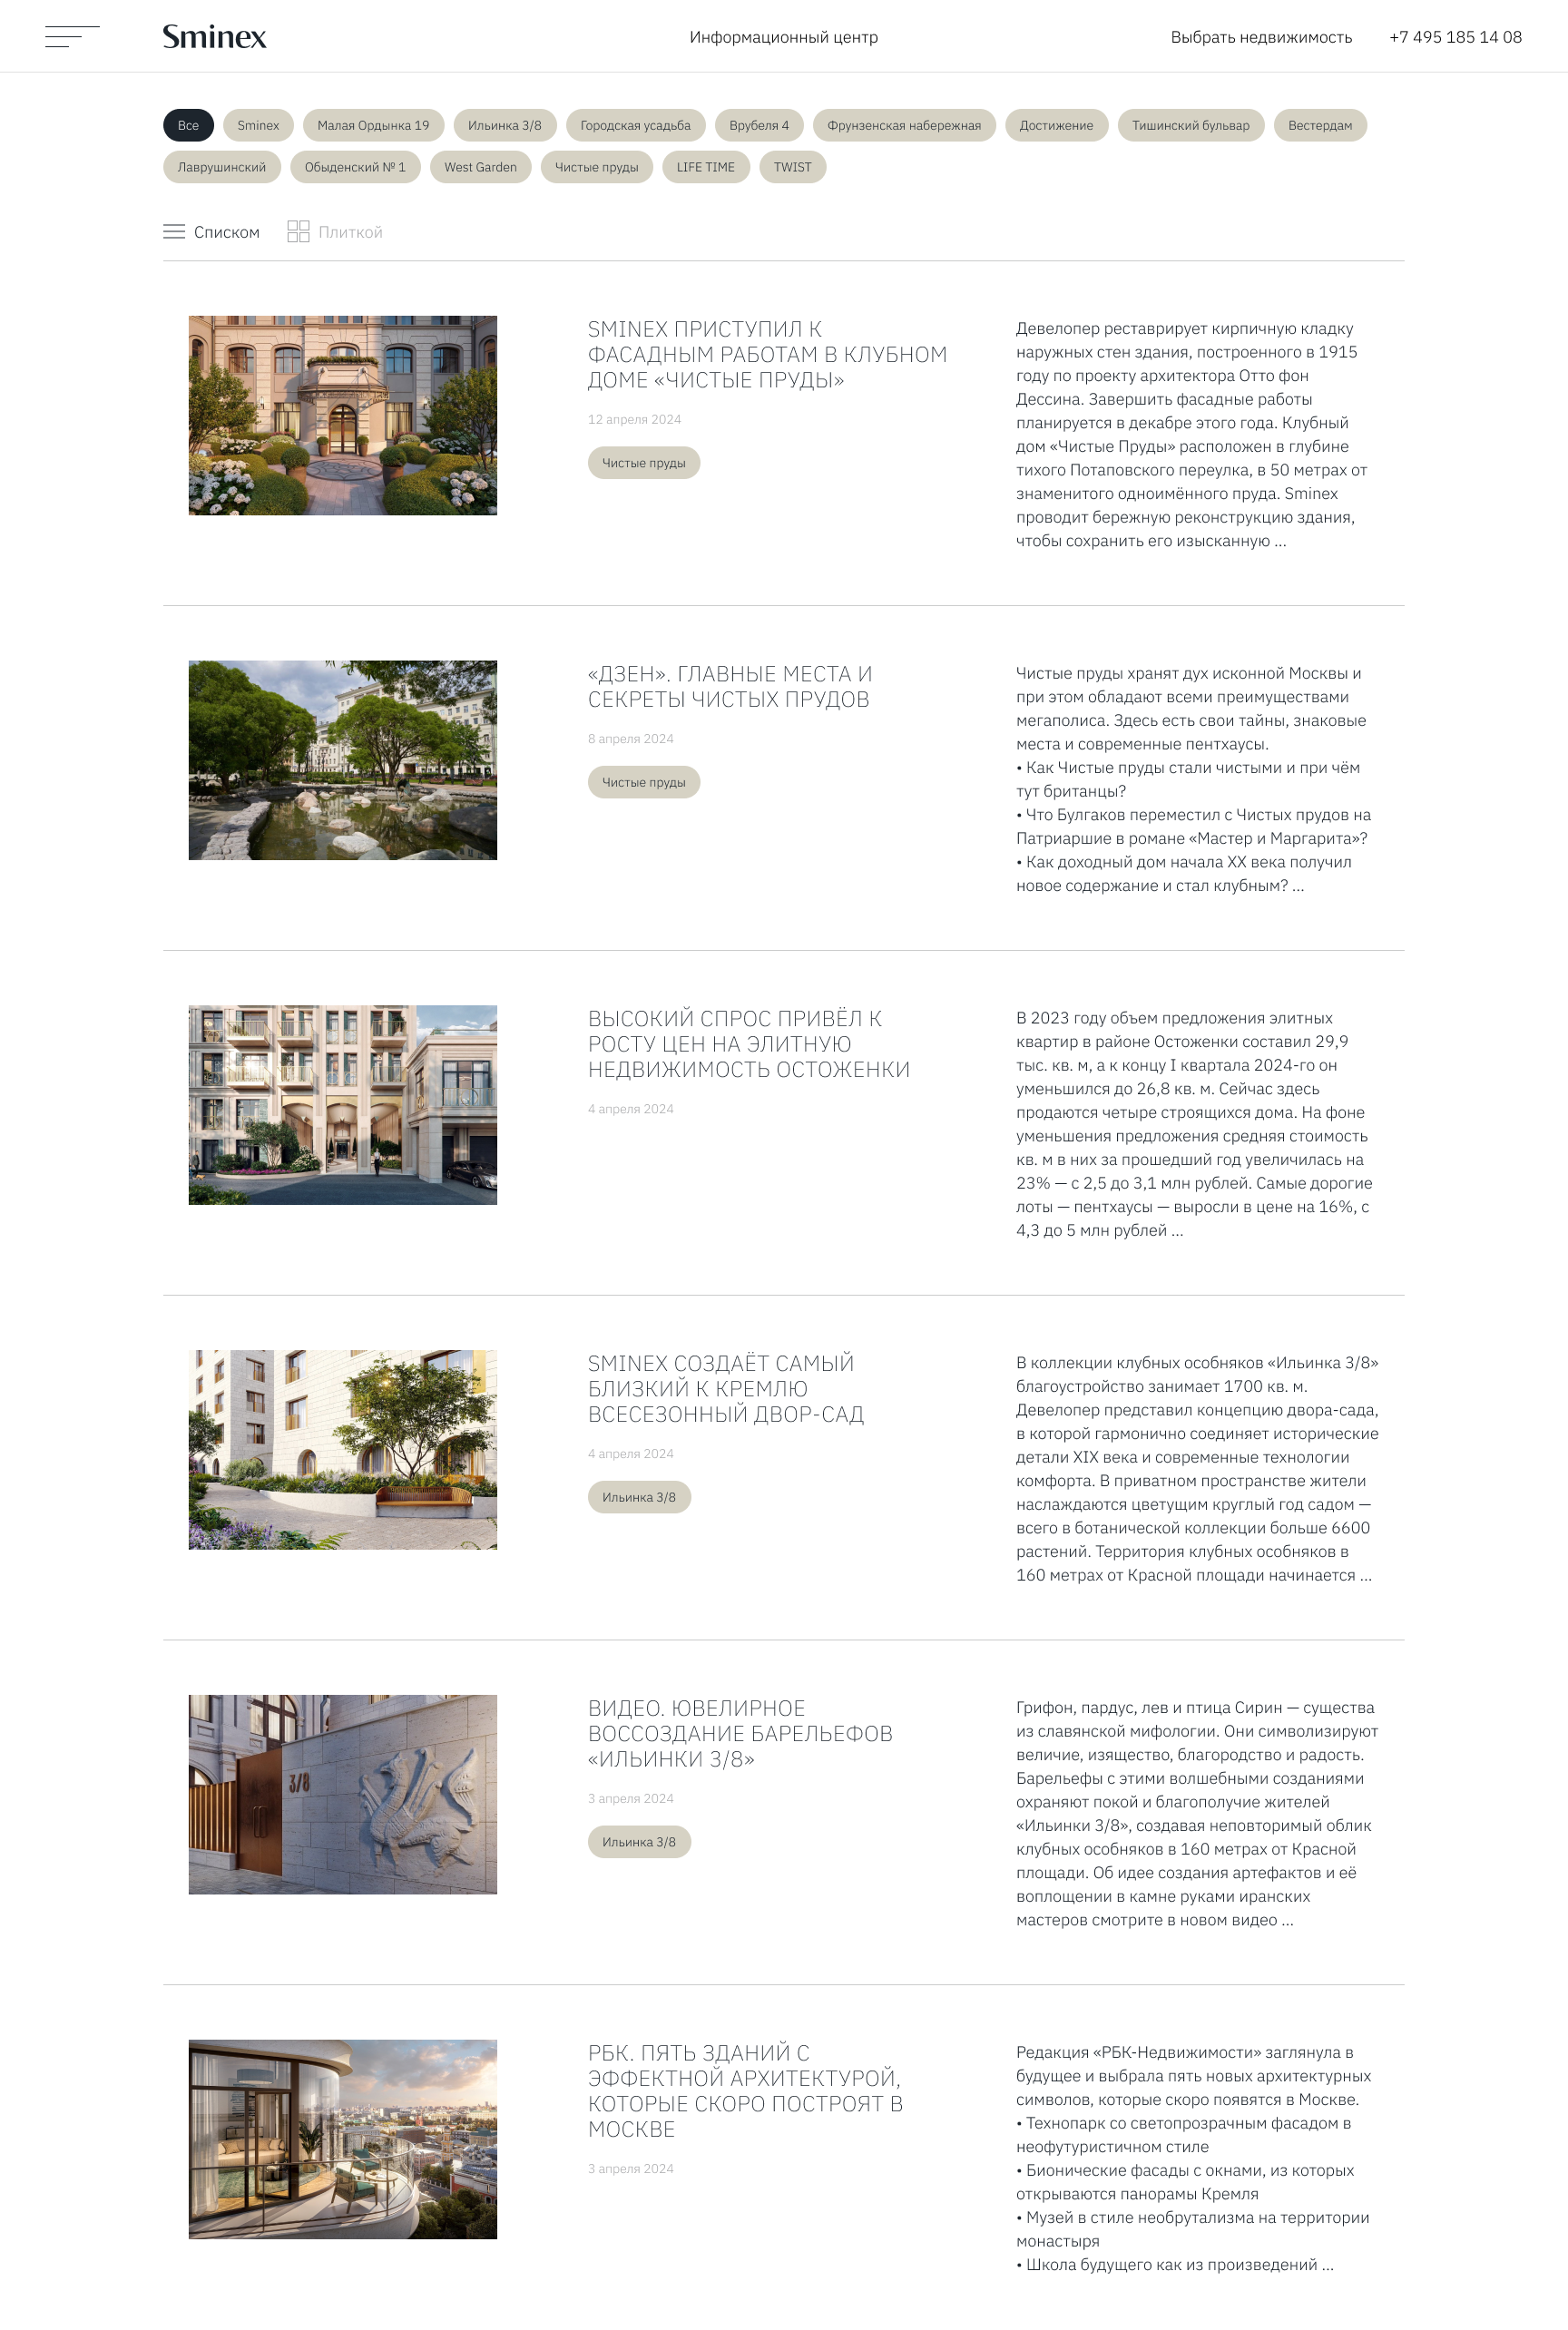 Sminex
Информационный центр
Выбрать недвижимость
+7 495 185 14 08
Все
Sminex
Малая Ордынка 19
Ильинка 3/8
Городская усадьба
Врубеля 4
Фрунзенская набережная
Достижение
Тишинский бульвар
Вестердам
Лаврушинский
Обыденский № 1
West Garden
Чистые пруды
LIFE TIME
TWIST
Списком
Плиткой
SMINEX ПРИСТУПИЛ К
ФАСАДНЫМ РАБОТАМ В КЛУБНОМ
ДОМЕ «ЧИСТЫЕ ПРУДЫ»
12 апреля 2024
Чистые пруды
Девелопер реставрирует кирпичную кладку
наружных стен здания, построенного в 1915
году по проекту архитектора Отто фон
Дессина. Завершить фасадные работы
планируется в декабре этого года. Клубный
дом «Чистые Пруды» расположен в глубине
тихого Потаповского переулка, в 50 метрах от
знаменитого одноимённого пруда. Sminex
проводит бережную реконструкцию здания,
чтобы сохранить его изысканную ...
«ДЗЕН». ГЛАВНЫЕ МЕСТА И
СЕКРЕТЫ ЧИСТЫХ ПРУДОВ
8 апреля 2024
Чистые пруды
Чистые пруды хранят дух исконной Москвы и
при этом обладают всеми преимуществами
мегаполиса. Здесь есть свои тайны, знаковые
места и современные пентхаусы.
• Как Чистые пруды стали чистыми и при чём
тут британцы?
• Что Булгаков переместил с Чистых прудов на
Патриаршие в романе «Мастер и Маргарита»?
• Как доходный дом начала XX века получил
новое содержание и стал клубным? ...
ВЫСОКИЙ СПРОС ПРИВЁЛ К
РОСТУ ЦЕН НА ЭЛИТНУЮ
НЕДВИЖИМОСТЬ ОСТОЖЕНКИ
4 апреля 2024
В 2023 году объем предложения элитных
квартир в районе Остоженки составил 29,9
тыс. кв. м, а к концу I квартала 2024-го он
уменьшился до 26,8 кв. м. Сейчас здесь
продаются четыре строящихся дома. На фоне
уменьшения предложения средняя стоимость
кв. м в них за прошедший год увеличилась на
23% — с 2,5 до 3,1 млн рублей. Самые дорогие
лоты — пентхаусы — выросли в цене на 16%, с
4,3 до 5 млн рублей ...
SMINEX СОЗДАЁТ САМЫЙ
БЛИЗКИЙ К КРЕМЛЮ
ВСЕСЕЗОННЫЙ ДВОР-САД
4 апреля 2024
Ильинка 3/8
В коллекции клубных особняков «Ильинка 3/8»
благоустройство занимает 1700 кв. м.
Девелопер представил концепцию двора-сада,
в которой гармонично соединяет исторические
детали XIX века и современные технологии
комфорта. В приватном пространстве жители
наслаждаются цветущим круглый год садом —
всего в ботанической коллекции больше 6600
растений. Территория клубных особняков в
160 метрах от Красной площади начинается ...
3/8
ВИДЕО. ЮВЕЛИРНОЕ
ВОССОЗДАНИЕ БАРЕЛЬЕФОВ
«ИЛЬИНКИ 3/8»
3 апреля 2024
Ильинка 3/8
Грифон, пардус, лев и птица Сирин — существа
из славянской мифологии. Они символизируют
величие, изящество, благородство и радость.
Барельефы с этими волшебными созданиями
охраняют покой и благополучие жителей
«Ильинки 3/8», создавая неповторимый облик
клубных особняков в 160 метрах от Красной
площади. Об идее создания артефактов и её
воплощении в камне руками иранских
мастеров смотрите в новом видео ...
РБК. ПЯТЬ ЗДАНИЙ С
ЭФФЕКТНОЙ АРХИТЕКТУРОЙ,
КОТОРЫЕ СКОРО ПОСТРОЯТ В
МОСКВЕ
3 апреля 2024
Редакция «РБК-Недвижимости» заглянула в
будущее и выбрала пять новых архитектурных
символов, которые скоро появятся в Москве.
• Технопарк со светопрозрачным фасадом в
неофутуристичном стиле
• Бионические фасады с окнами, из которых
открываются панорамы Кремля
• Музей в стиле необрутализма на территории
монастыря
• Школа будущего как из произведений ...